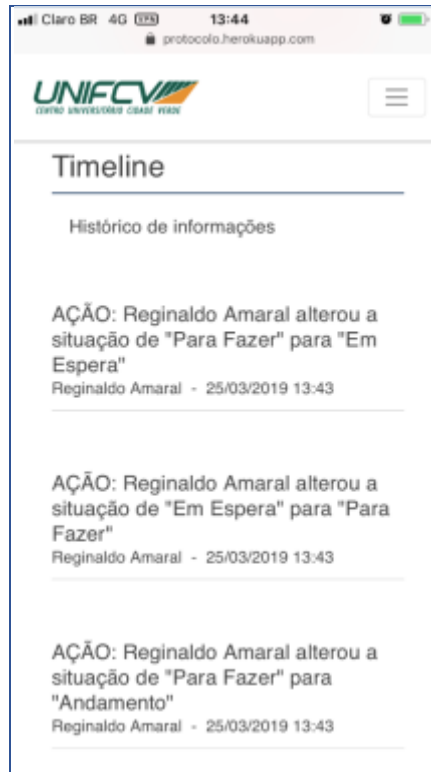 Claro BR 4G VPN 13:44
protocolo.herokuapp.com
UNIFCV
CENTRO UNIVERSITÁRIO CIDADE VERDE
Timeline
Histórico de informações
AÇÃO: Reginaldo Amaral alterou a
situação de "Para Fazer" para "Em
Espera"
Reginaldo Amaral - 25/03/2019 13:43
AÇÃO: Reginaldo Amaral alterou a
situação de "Em Espera" para "Para
Fazer"
Reginaldo Amaral - 25/03/2019 13:43
AÇÃO: Reginaldo Amaral alterou a
situação de "Para Fazer" para
"Andamento"
Reginaldo Amaral - 25/03/2019 13:43